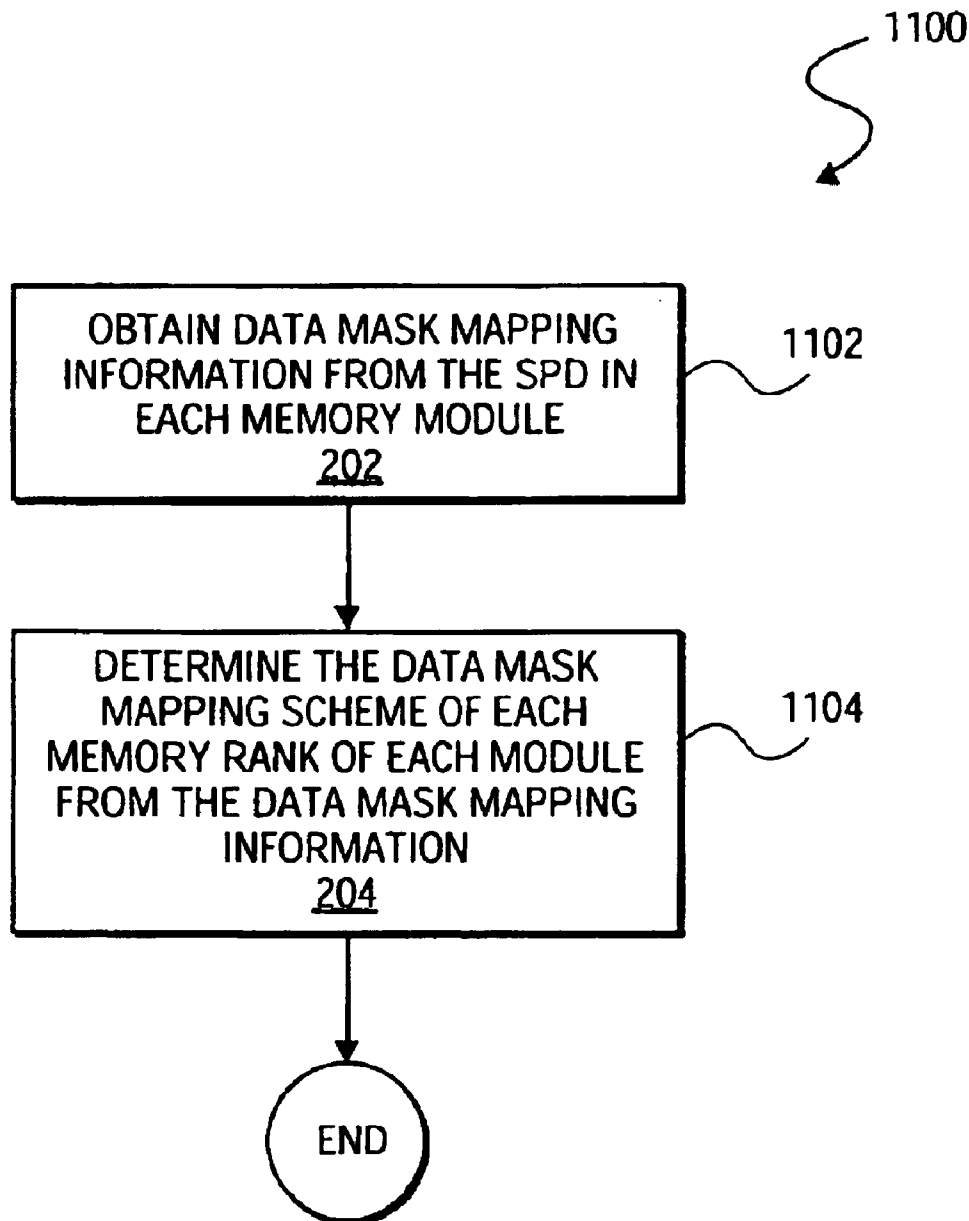 1100
OBTAIN DATA MASK MAPPING
INFORMATION FROM THE SPD IN
EACH MEMORY MODULE
202
1102
DETERMINE THE DATA MASK
MAPPING SCHEME OF EACH
MEMORY RANK OF EACH MODULE
FROM THE DATA MASK MAPPING
INFORMATION
204
1104
END